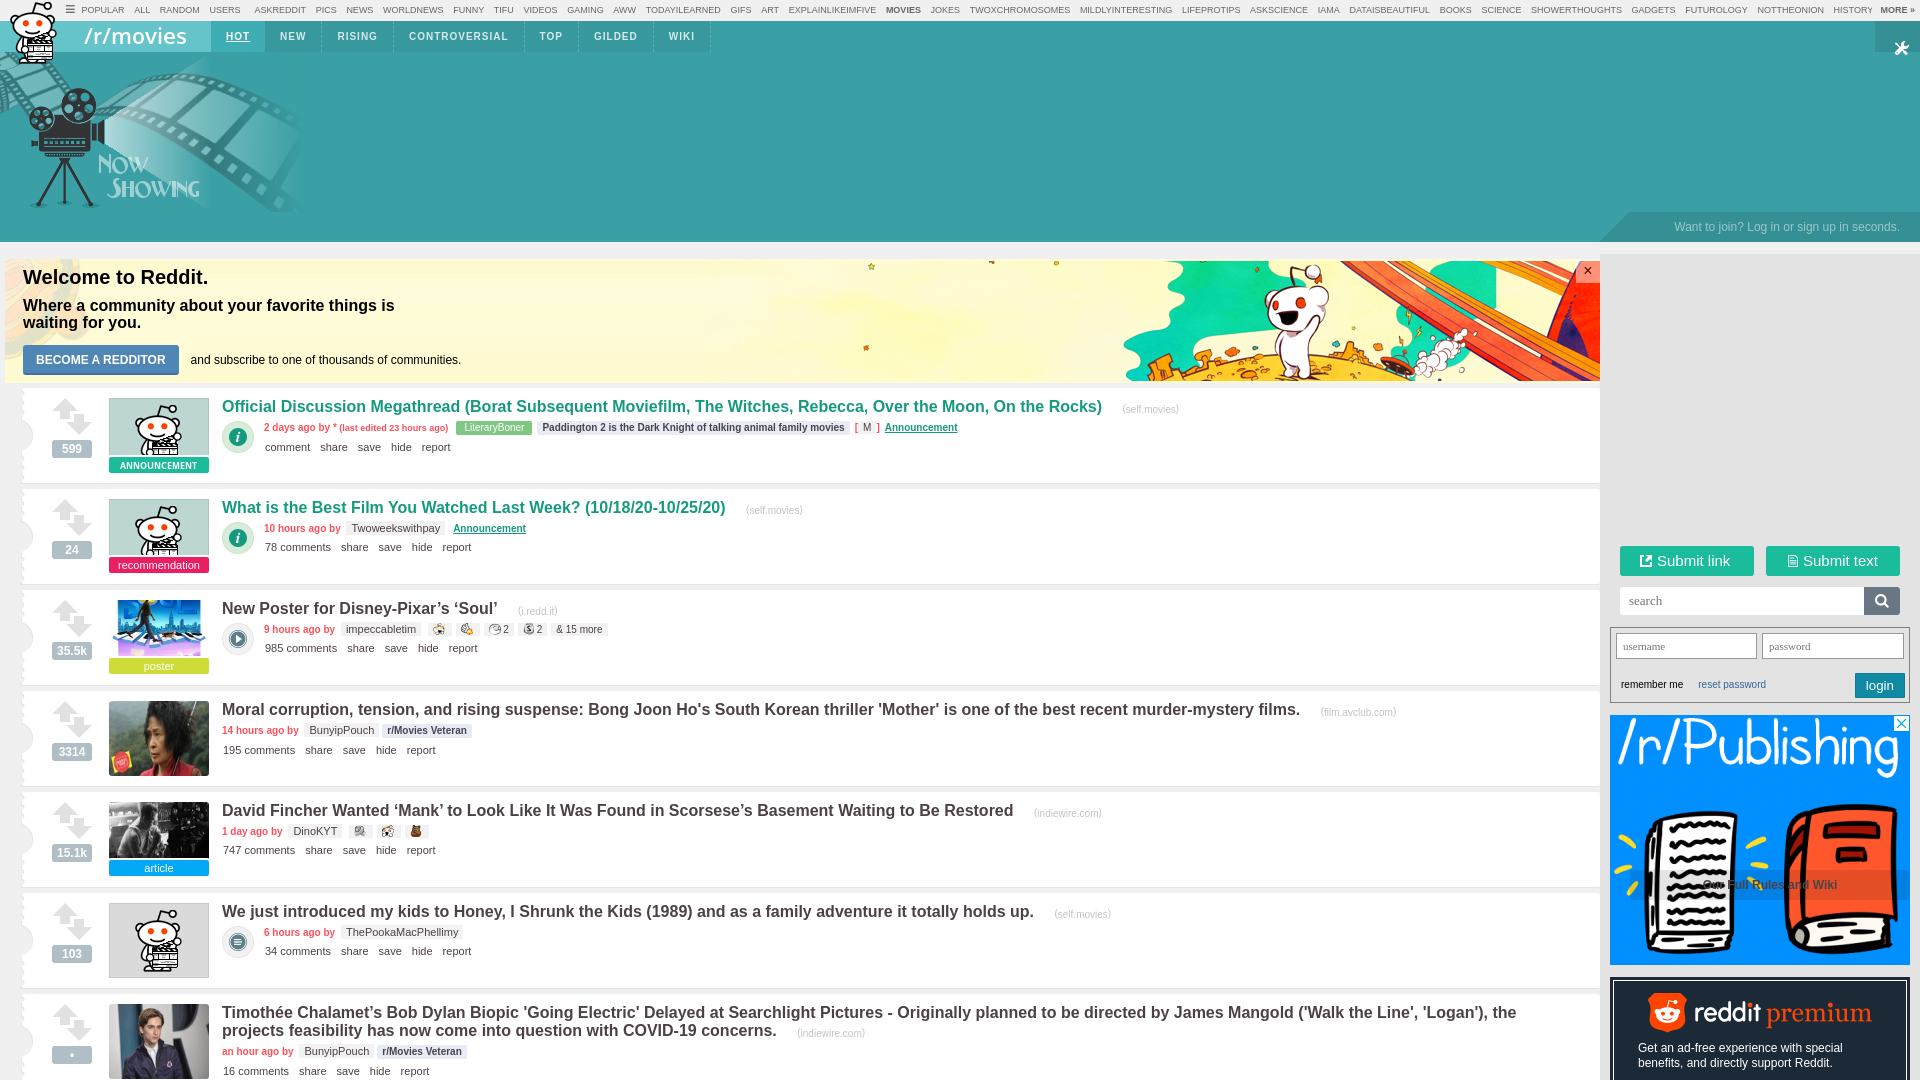 POPULAR ALL RANDOM USERS ASKREDDIT PICS NEWS WORLDNEWS FUNNY TIFU VIDEOS GAMING AWW TODAYILEARNED GIFS ART EXPLAINLIKEIMFIVE MOVIES JOKES TWOXCHROMOSOMES MILDLYINTERESTING LIFEPROTIPS ASKSCIENCE IAMA DATAISBEAUTIFUL BOOKS SCIENCE SHOWERTHOUGHTS GADGETS FUTUROLOGY NOTTHEONION HISTORY MORE »
/r/movies HOT NEW RISING CONTROVERSIAL TOP GILDED WIKI
NOW
SHOWING
Want to join? Log in or sign up in seconds.
Welcome to Reddit.
×
Where a community about your favorite things is
waiting for you.
BECOME A REDDITOR and subscribe to one of thousands of communities.
Official Discussion Megathread (Borat Subsequent Moviefilm, The Witches, Rebecca, Over the Moon, On the Rocks) (self.movies)
2 days ago by * (last edited 23 hours ago) LiteraryBoner Paddington 2 is the Dark Knight of talking animal family movies [ M ] Announcement
599
comment share save hide report
ANNOUNCEMENT
What is the Best Film You Watched Last Week? (10/18/20-10/25/20) (self.movies)
10 hours ago by Twoweekswithpay Announcement
24
78 comments share save hide report
recommendation
New Poster for Disney-Pixar’s ‘Soul’ (i.redd.it)
9 hours ago by impeccabletim 2 2 & 15 more
35.5k
985 comments share save hide report
poster
Moral corruption, tension, and rising suspense: Bong Joon Ho's South Korean thriller 'Mother' is one of the best recent murder-mystery films. (film.avclub.com)
14 hours ago by BunyipPouch r/Movies Veteran
3314
195 comments share save hide report
David Fincher Wanted ‘Mank’ to Look Like It Was Found in Scorsese’s Basement Waiting to Be Restored (indiewire.com)
1 day ago by DinoKYT
15.1k
747 comments share save hide report
article
We just introduced my kids to Honey, I Shrunk the Kids (1989) and as a family adventure it totally holds up. (self.movies)
6 hours ago by ThePookaMacPhellimy
103
34 comments share save hide report
Timothée Chalamet’s Bob Dylan Biopic 'Going Electric' Delayed at Searchlight Pictures - Originally planned to be directed by James Mangold ('Walk the Line', 'Logan'), the
projects feasibility has now come into question with COVID-19 concerns. (indiewire.com)
an hour ago by BunyipPouch r/Movies Veteran
•
16 comments share save hide report
Submit link Submit text
search
username password
remember me reset password login
/r/Publishing
Our Full Rules and Wiki
reddit premium
Get an ad-free experience with special
benefits, and directly support Reddit.